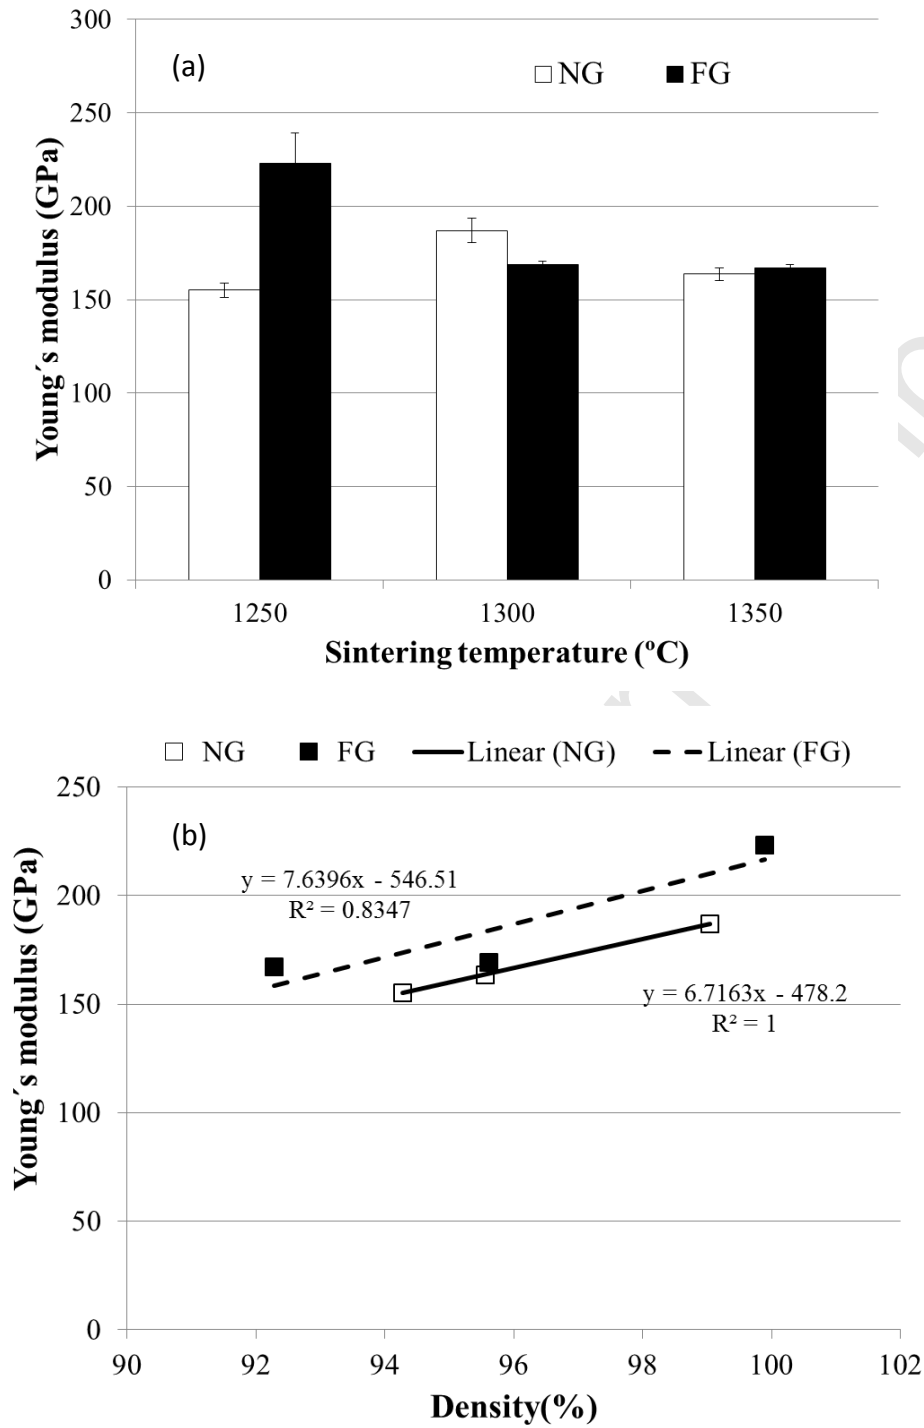 300
(a)
NG FG
250
200
150
100
50
0
Young´s modulus (GPa)
1250 1300 1350
Sintering temperature (ºC)
NG FG Linear (NG) Linear (FG)
250
(b)
y = 7.6396x - 546.51
R² = 0.8347
200
150
y = 6.7163x - 478.2
R² = 1
100
50
0
Young´s modulus (GPa)
90 92 94 96 98 100 102
Density(%)